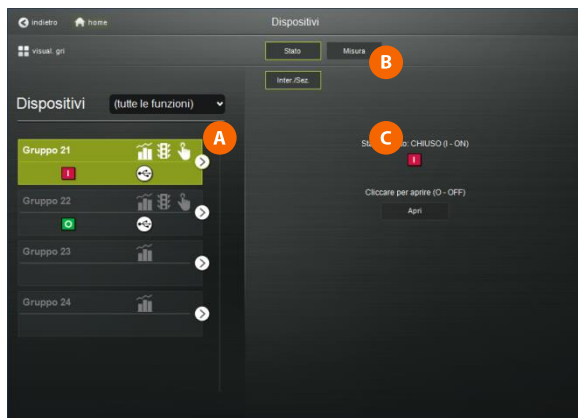 indietro home Dispositivi
visual. gri Stato Misura
B
Inter./Sez.
Dispositivi (tutte le funzioni)
A C
CHIUSO (I - ON)
Gruppo 21
I I
Cliccare per aprire (O - OFF)
Gruppo 22
Apri
O
Gruppo 23
Gruppo 24